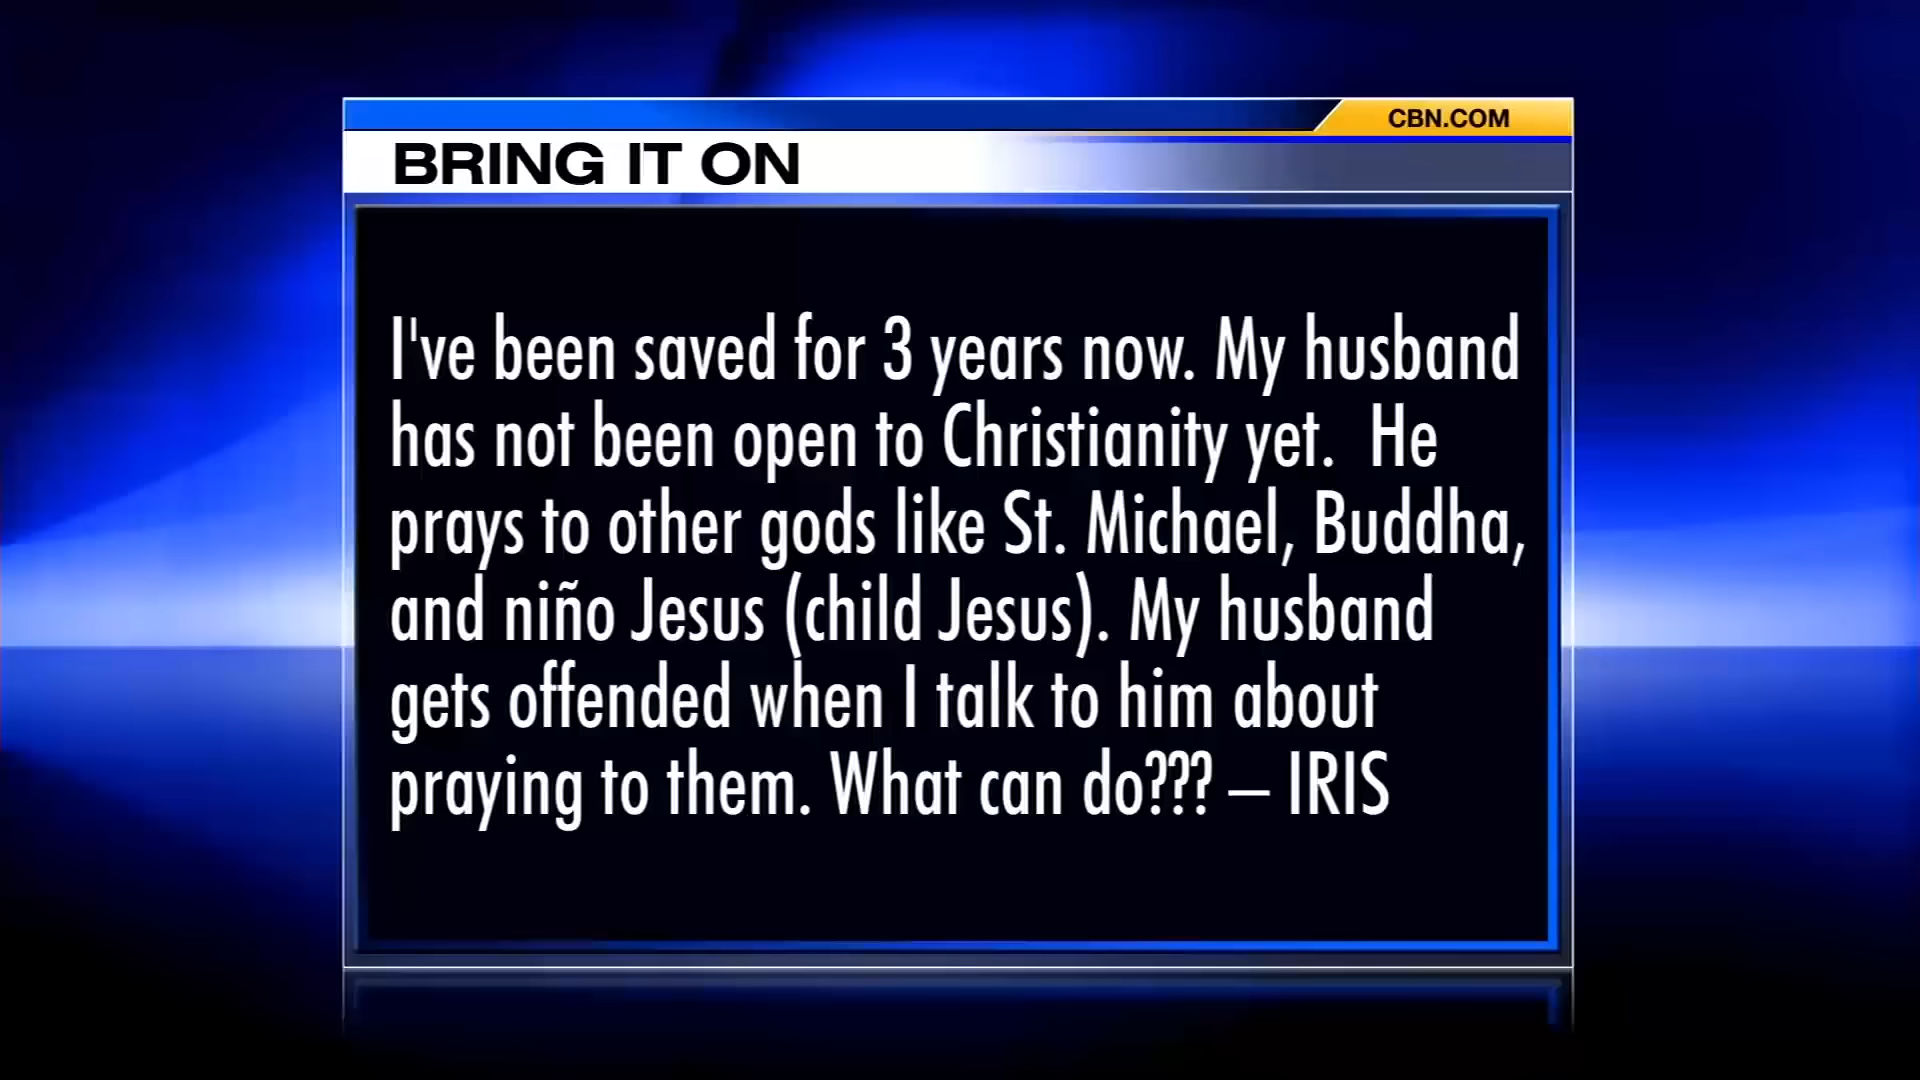 CBN.COM
BRING IT ON
I've been saved for 3 years now. My husband
has not been open to Christianity yet.  He
prays to other gods like St. Michael, Buddha,
and niño Jesus (child Jesus). My husband
gets offended when I talk to him about
praying to them. What can do??? – IRIS